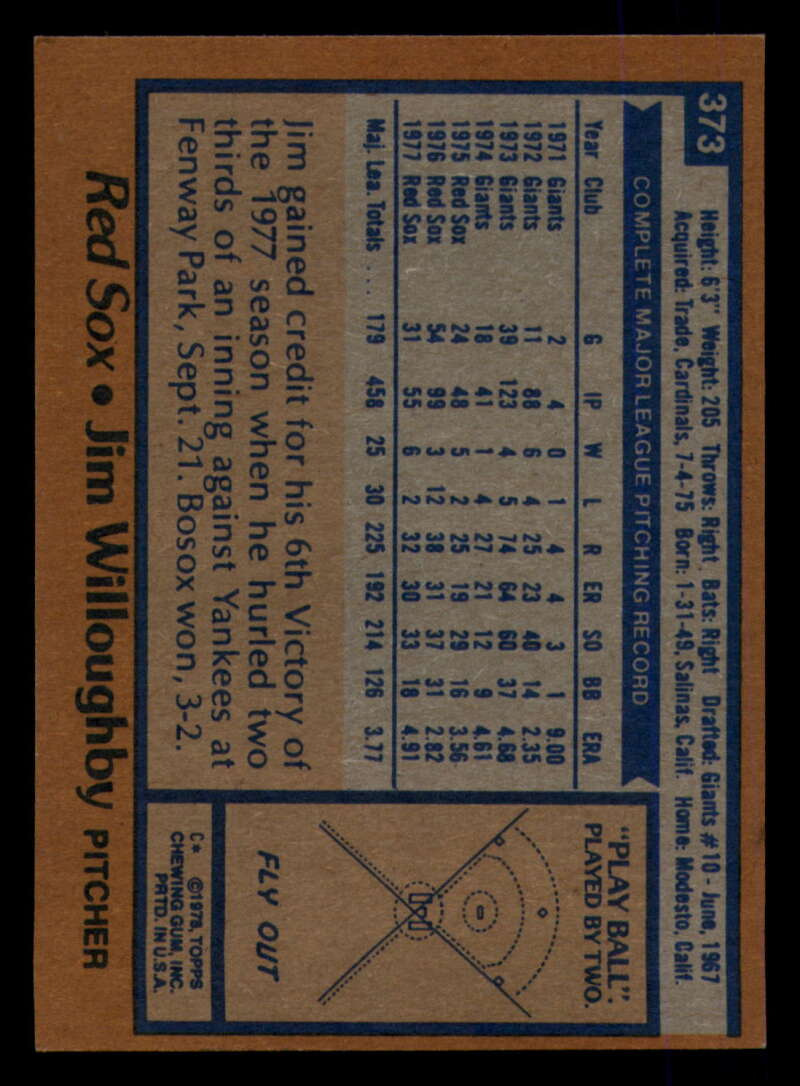 373
Height: 6'3" Weight: 205 Throws: Right Bats: Right Drafted: Giants #10 - June, 1967
Acquired: Trade, Cardinals, 7-4-75 Born: 1-31-49, Salinas, Calif. Home: Modesto, Calif.
COMPLETE MAJOR LEAGUE PITCHING RECORD
Year Club G IP W L R ER SO BB ERA
1971 Giants 2 4 0 1 4 4 3 1 9.00
1972 Giants 11 88 6 4 25 23 40 14 2.35
1973 Giants 39 123 4 5 74 64 60 37 4.68
1974 Giants 18 41 1 4 27 21 12 9 4.61
1975 Red Sox 24 48 5 2 25 19 29 16 3.56
1976 Red Sox 54 99 3 12 38 31 37 31 2.82
1977 Red Sox 31 55 6 2 32 30 33 18 4.91
Maj. Lea. Totals . . . 179 458 25 30 225 192 214 126 3.77
Jim gained credit for his 6th Victory of
the 1977 season when he hurled two
thirds of an inning against Yankees at
Fenway Park, Sept. 21. Bosox won, 3-2.
"PLAY BALL".
PLAYED BY TWO.
FLY OUT
C* ©1978, TOPPS
CHEWING GUM, INC.
PRTD. IN U.S.A.
Red Sox • Jim Willoughby PITCHER